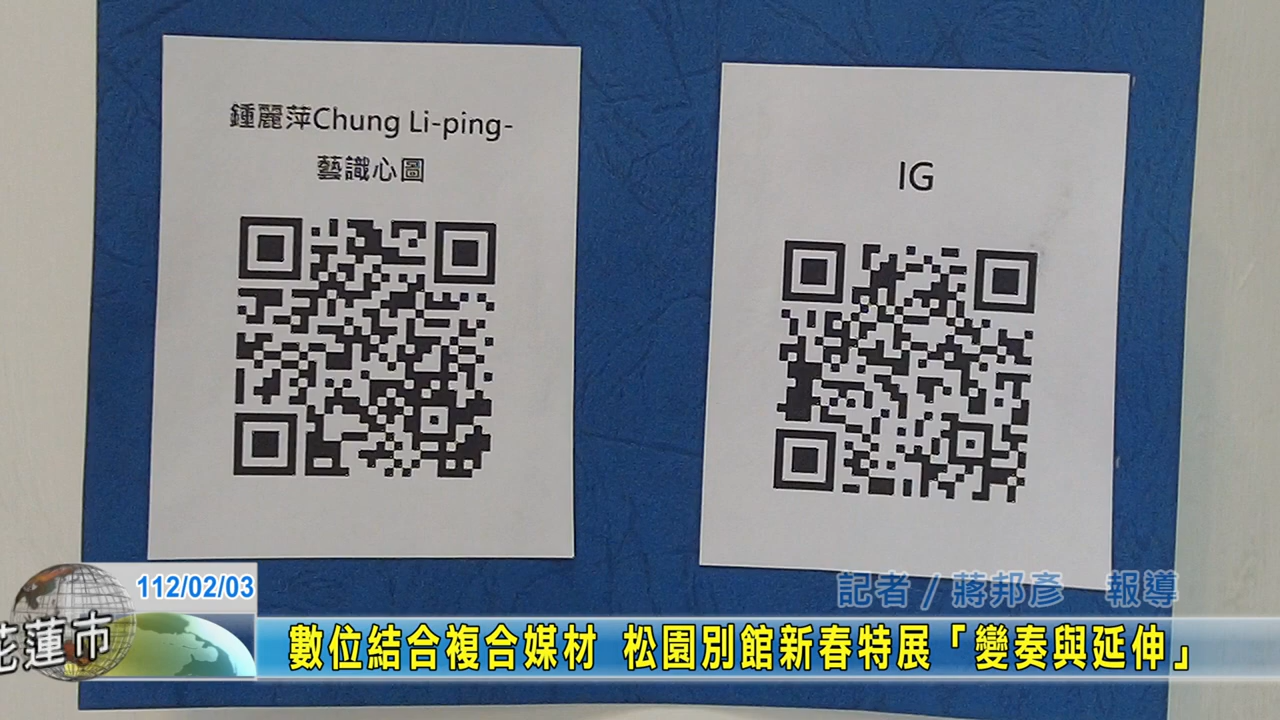 鍾麗萍Chung Li-ping-
藝識心圖
IG
記者／蔣邦彥 報導
112/02/03
花蓮市
數位結合複合媒材 松園別館新春特展「變奏與延伸」